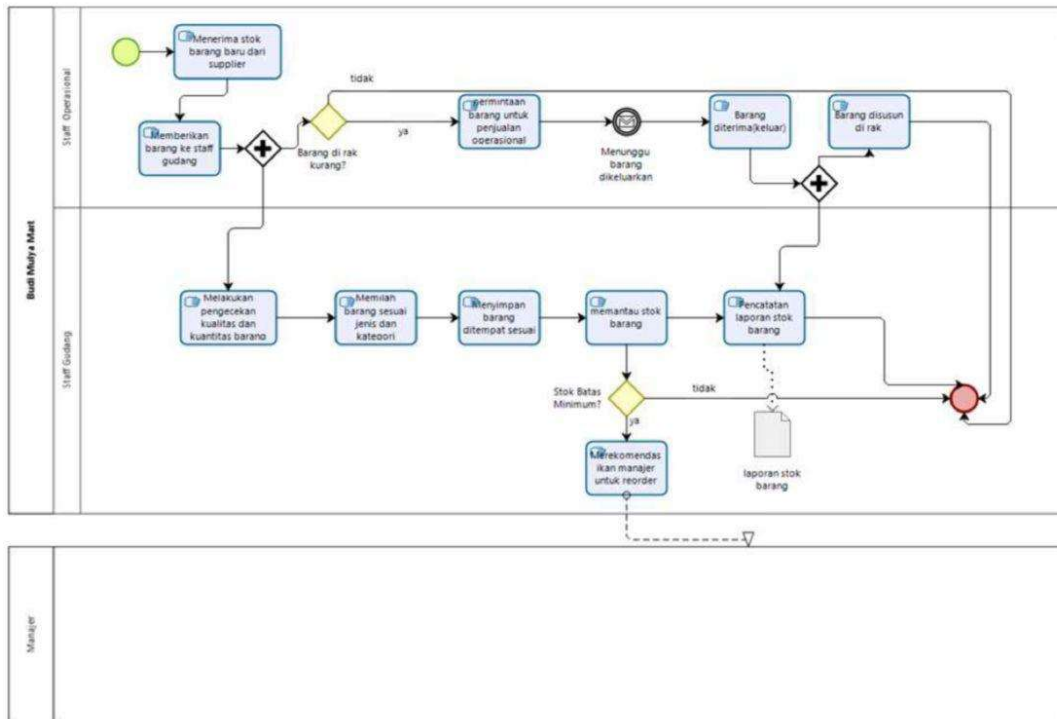 Budi Mulya Mart
Staff Operasional
Menerima stok
barang baru dari
supplier
Memberikan
barang ke staff
gudang
Barang di rak
kurang?
tidak
ya
permintaan
barang untuk
penjualan
operasional
Menunggu
barang
dikeluarkan
Barang
diterima(keluar)
Barang disusun
di rak
Staff Gudang
Melakukan
pengecekan
kualitas dan
kuantitas barang
Memilah
barang sesuai
jenis dan
kategori
Menyimpan
barang
ditempat sesuai
memantau stok
barang
Pencatatan
laporan stok
barang
Stok Batas
Minimum?
tidak
ya
Merekomendas
ikan manajer
untuk reorder
laporan stok
barang
Manajer